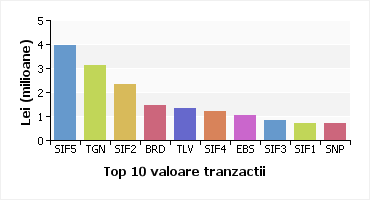 5
4
3
2
1
0
Lei (milioane)
SIF5 TGN SIF2 BRD TLV SIF4 EBS SIF3 SIF1 SNP
Top 10 valoare tranzactii